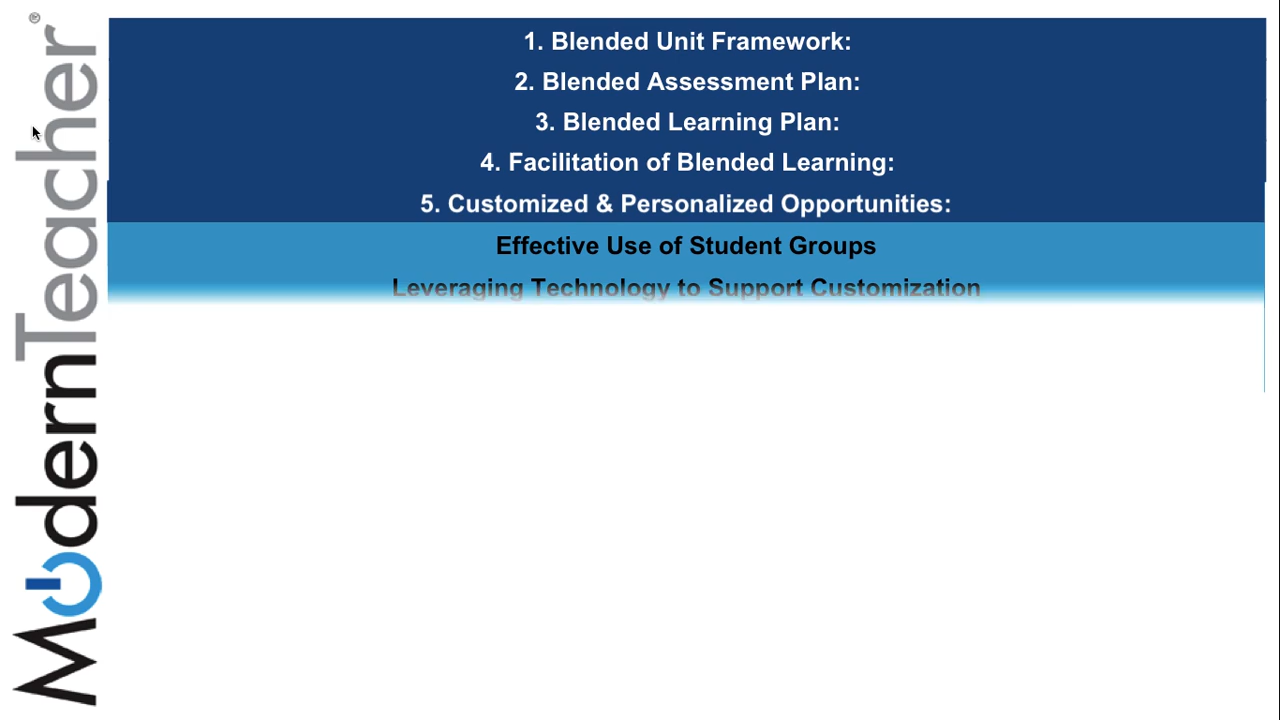 ModernTeacher®
1. Blended Unit Framework:
2. Blended Assessment Plan:
3. Blended Learning Plan:
4. Facilitation of Blended Learning:
5. Customized & Personalized Opportunities:
Effective Use of Student Groups
Leveraging Technology to Support Customization